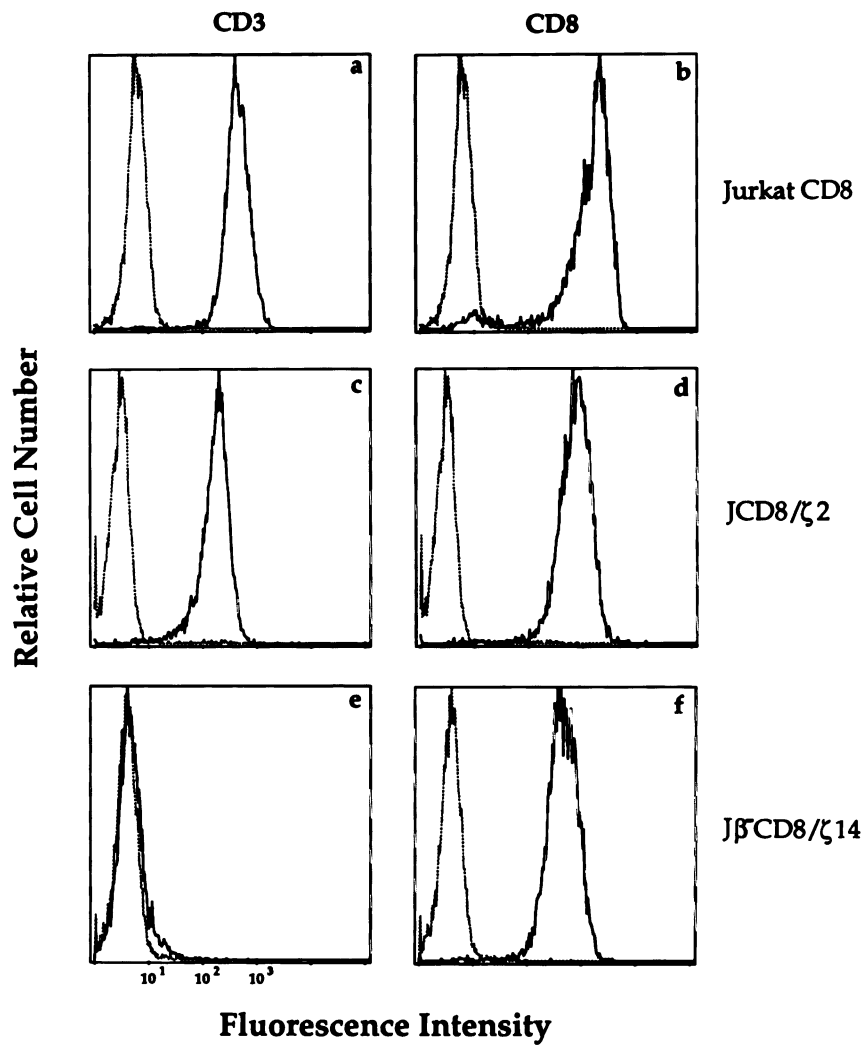 CD3 CD8
a
b
Jurkat CD8
c
d
JCD8/ζ2
e
f
Jβ⁻CD8/ζ14
10¹ 10² 10³
Relative Cell Number
Fluorescence Intensity